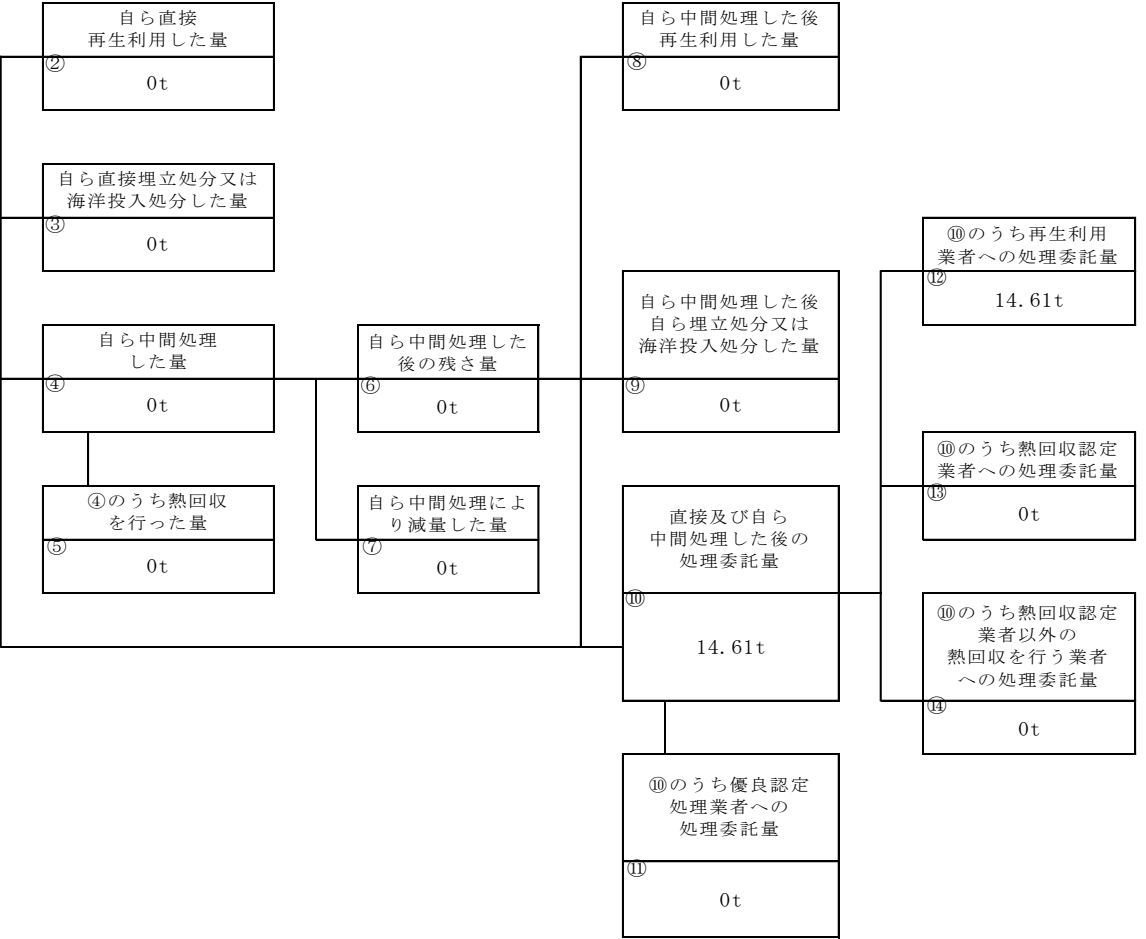 自ら直接
再生利用した量
②
0t
自ら直接埋立処分又は
海洋投入処分した量
③
0t
自ら中間処理
した量
④
0t
④のうち熱回収
を行った量
⑤
0t
自ら中間処理した
後の残さ量
⑥
0t
自ら中間処理によ
り減量した量
⑦
0t
自ら中間処理した後
再生利用した量
⑧
0t
自ら中間処理した後
自ら埋立処分又は
海洋投入処分した量
⑨
0t
直接及び自ら
中間処理した後の
処理委託量
⑩
14.61t
⑩のうち優良認定
処理業者への
処理委託量
⑪
0t
⑩のうち再生利用
業者への処理委託量
⑫
14.61t
⑩のうち熱回収認定
業者への処理委託量
⑬
0t
⑩のうち熱回収認定
業者以外の
熱回収を行う業者
への処理委託量
⑭
0t